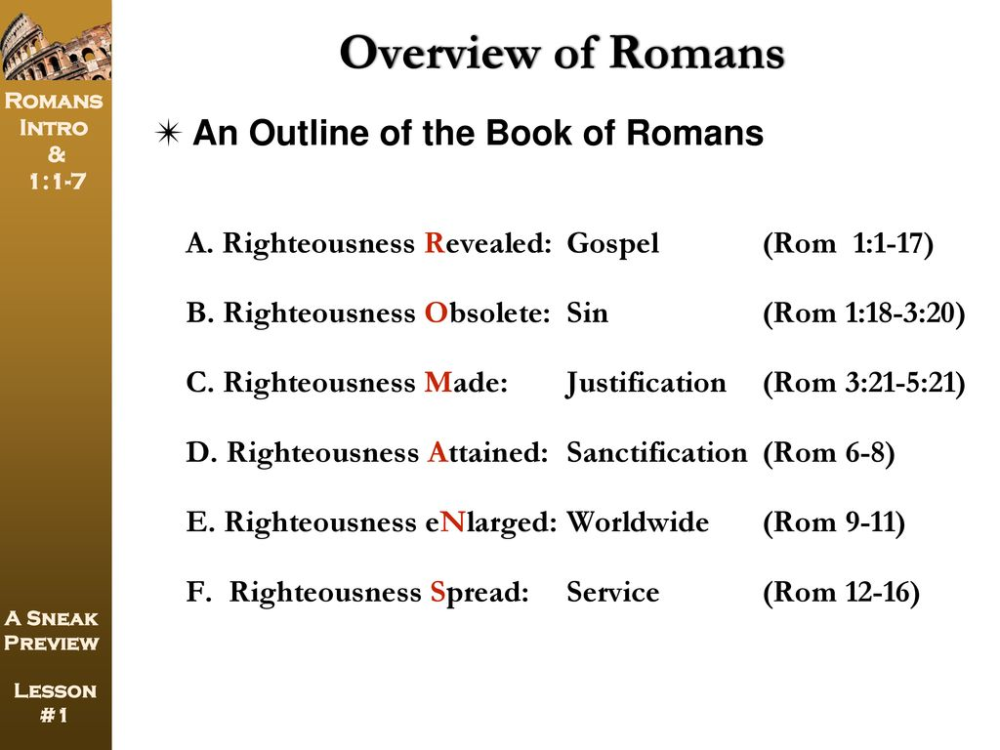 Overview of Romans
Romans
Intro
&
1:1-7
✴ An Outline of the Book of Romans
A. Righteousness Revealed: Gospel (Rom 1:1-17)
B. Righteousness Obsolete: Sin (Rom 1:18-3:20)
C. Righteousness Made: Justification (Rom 3:21-5:21)
D. Righteousness Attained: Sanctification (Rom 6-8)
E. Righteousness eNlarged: Worldwide (Rom 9-11)
F. Righteousness Spread: Service (Rom 12-16)
A Sneak
Preview
Lesson
#1